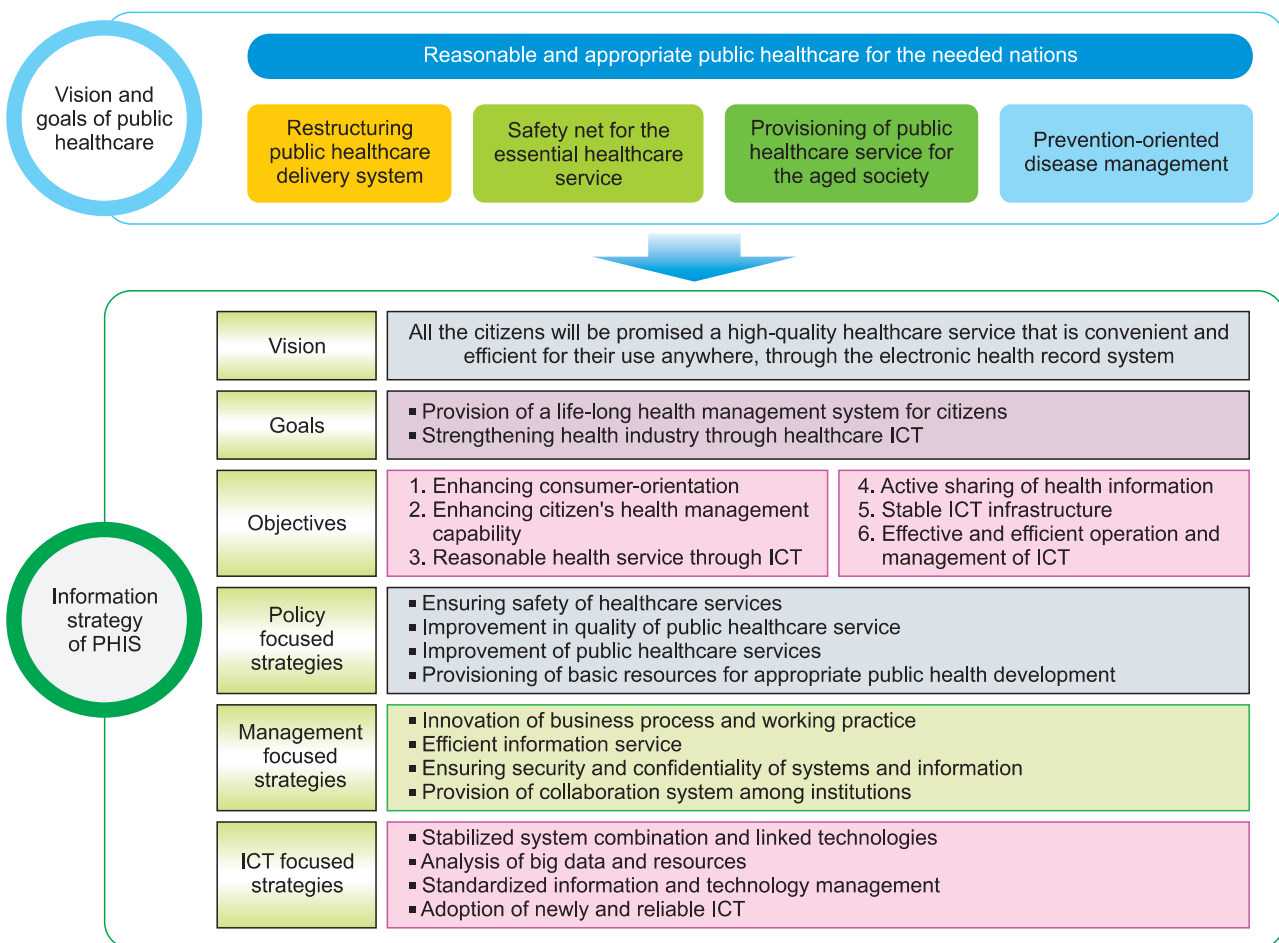 Vision and
goals of public
healthcare
Reasonable and appropriate public healthcare for the needed nations
Restructuring
public healthcare
delivery system
Safety net for the
essential healthcare
service
Provisioning of public
healthcare service for
the aged society
Prevention-oriented
disease management
Information
strategy
of PHIS
Vision
All the citizens will be promised a high-quality healthcare service that is convenient and
efficient for their use anywhere, through the electronic health record system
Goals
▪ Provision of a life-long health management system for citizens
▪ Strengthening health industry through healthcare ICT
Objectives
1. Enhancing consumer-orientation
2. Enhancing citizen's health management
capability
3. Reasonable health service through ICT
4. Active sharing of health information
5. Stable ICT infrastructure
6. Effective and efficient operation and
management of ICT
Policy
focused
strategies
▪ Ensuring safety of healthcare services
▪ Improvement in quality of public healthcare service
▪ Improvement of public healthcare services
▪ Provisioning of basic resources for appropriate public health development
Management
focused
strategies
▪ Innovation of business process and working practice
▪ Efficient information service
▪ Ensuring security and confidentiality of systems and information
▪ Provision of collaboration system among institutions
ICT focused
strategies
▪ Stabilized system combination and linked technologies
▪ Analysis of big data and resources
▪ Standardized information and technology management
▪ Adoption of newly and reliable ICT